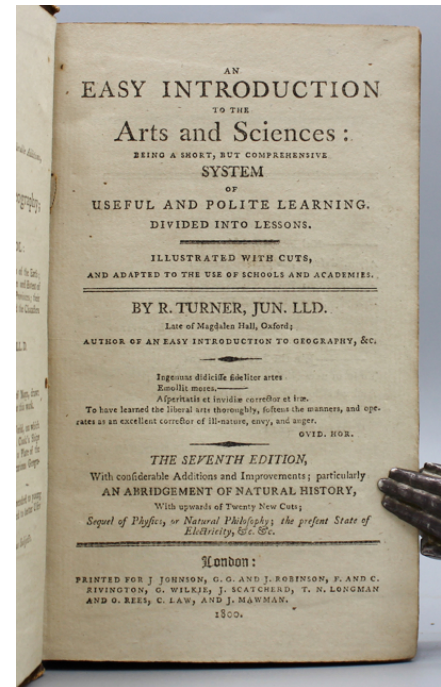 AN
EASY INTRODUCTION
TO THE
Arts and Sciences:
BEING A SHORT, BUT COMPREHENSIVE
SYSTEM
OF
USEFUL AND POLITE LEARNING.
DIVIDED INTO LESSONS.
ILLUSTRATED WITH CUTS,
AND ADAPTED TO THE USE OF SCHOOLS AND ACADEMIES.
BY R. TURNER, JUN. LLD.
Late of Magdalen Hall, Oxford;
AUTHOR OF AN EASY INTRODUCTION TO GEOGRAPHY, &c.
Ingenuas didiciſſe fideliter artes
Emollit mores.
Aſperitatis et invidiæ corrector et iræ.
To have learned the liberal arts thoroughly, ſoftens the manners, and ope-
rates as an excellent corrector of ill-nature, envy, and anger.
OVID. HOR.
THE SEVENTH EDITION,
With conſiderable Additions and Improvements; particularly
AN ABRIDGEMENT OF NATURAL HISTORY,
With upwards of Twenty New Cuts;
Sequel of Phyſics, or Natural Philoſophy; the preſent State of
Electricity, &c. &c.
London:
PRINTED FOR J JOHNSON, G. G. AND J. ROBINSON, F. AND C.
RIVINGTON, G. WILKIE, J. SCATCHERD, T. N. LONGMAN
AND G. REES, C. LAW, AND J. MAWMAN.
1800.